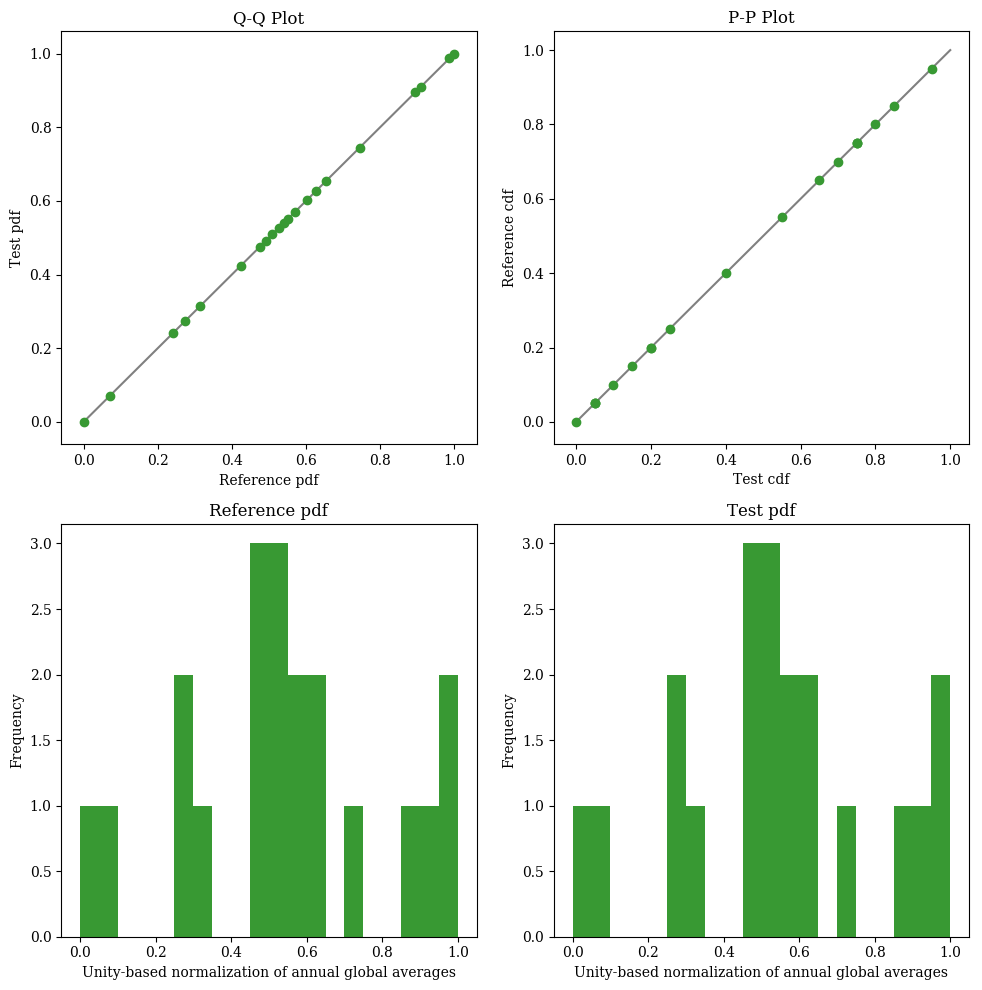 Q-Q Plot
1.0
0.8
0.6
0.4
0.2
0.0
Test pdf
0.0 0.2 0.4 0.6 0.8 1.0
Reference pdf
P-P Plot
1.0
0.8
0.6
0.4
0.2
0.0
Reference cdf
0.0 0.2 0.4 0.6 0.8 1.0
Test cdf
Reference pdf
3.0
2.5
2.0
1.5
1.0
0.5
0.0
Frequency
0.0 0.2 0.4 0.6 0.8 1.0
Unity-based normalization of annual global averages
Test pdf
3.0
2.5
2.0
1.5
1.0
0.5
0.0
Frequency
0.0 0.2 0.4 0.6 0.8 1.0
Unity-based normalization of annual global averages